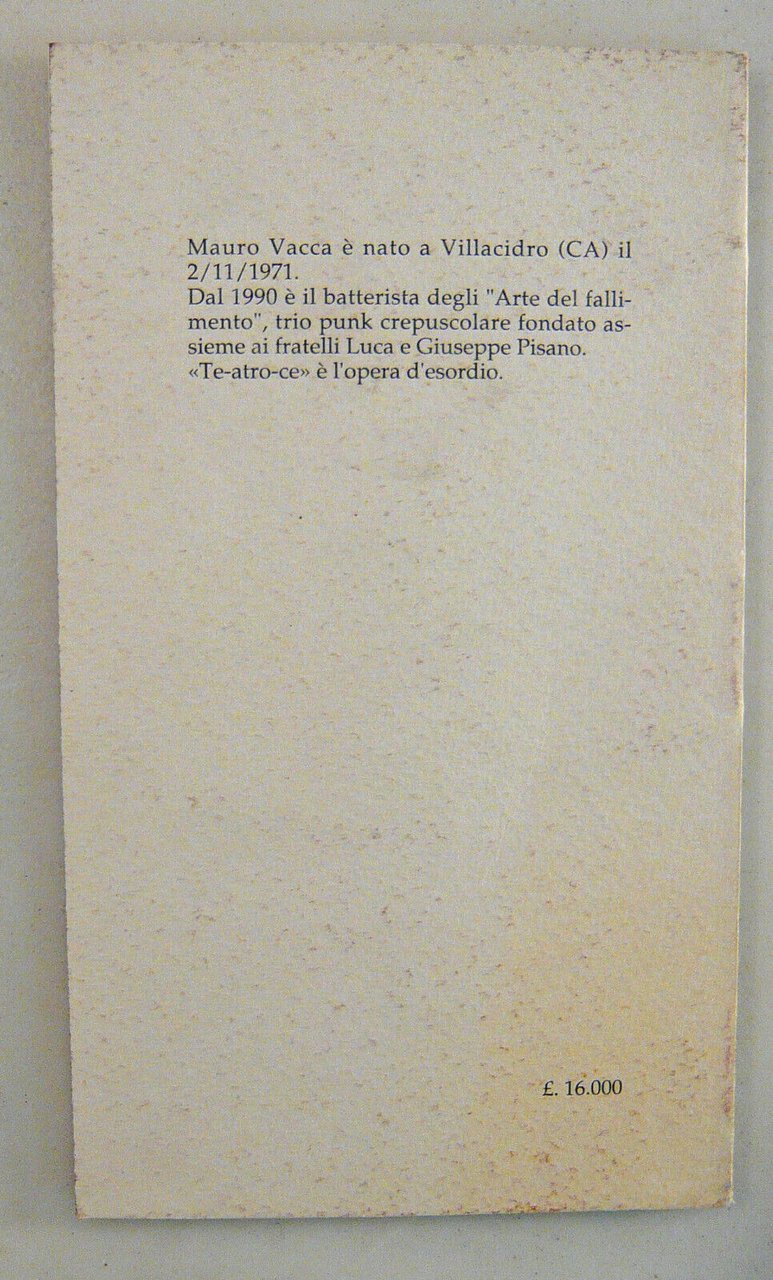 Mauro Vacca è nato a Villacidro (CA) il
2/11/1971.
Dal 1990 è il batterista degli "Arte del falli-
mento", trio punk crepuscolare fondato as-
sieme ai fratelli Luca e Giuseppe Pisano.
«Te-atro-ce» è l'opera d'esordio.
£. 16.000